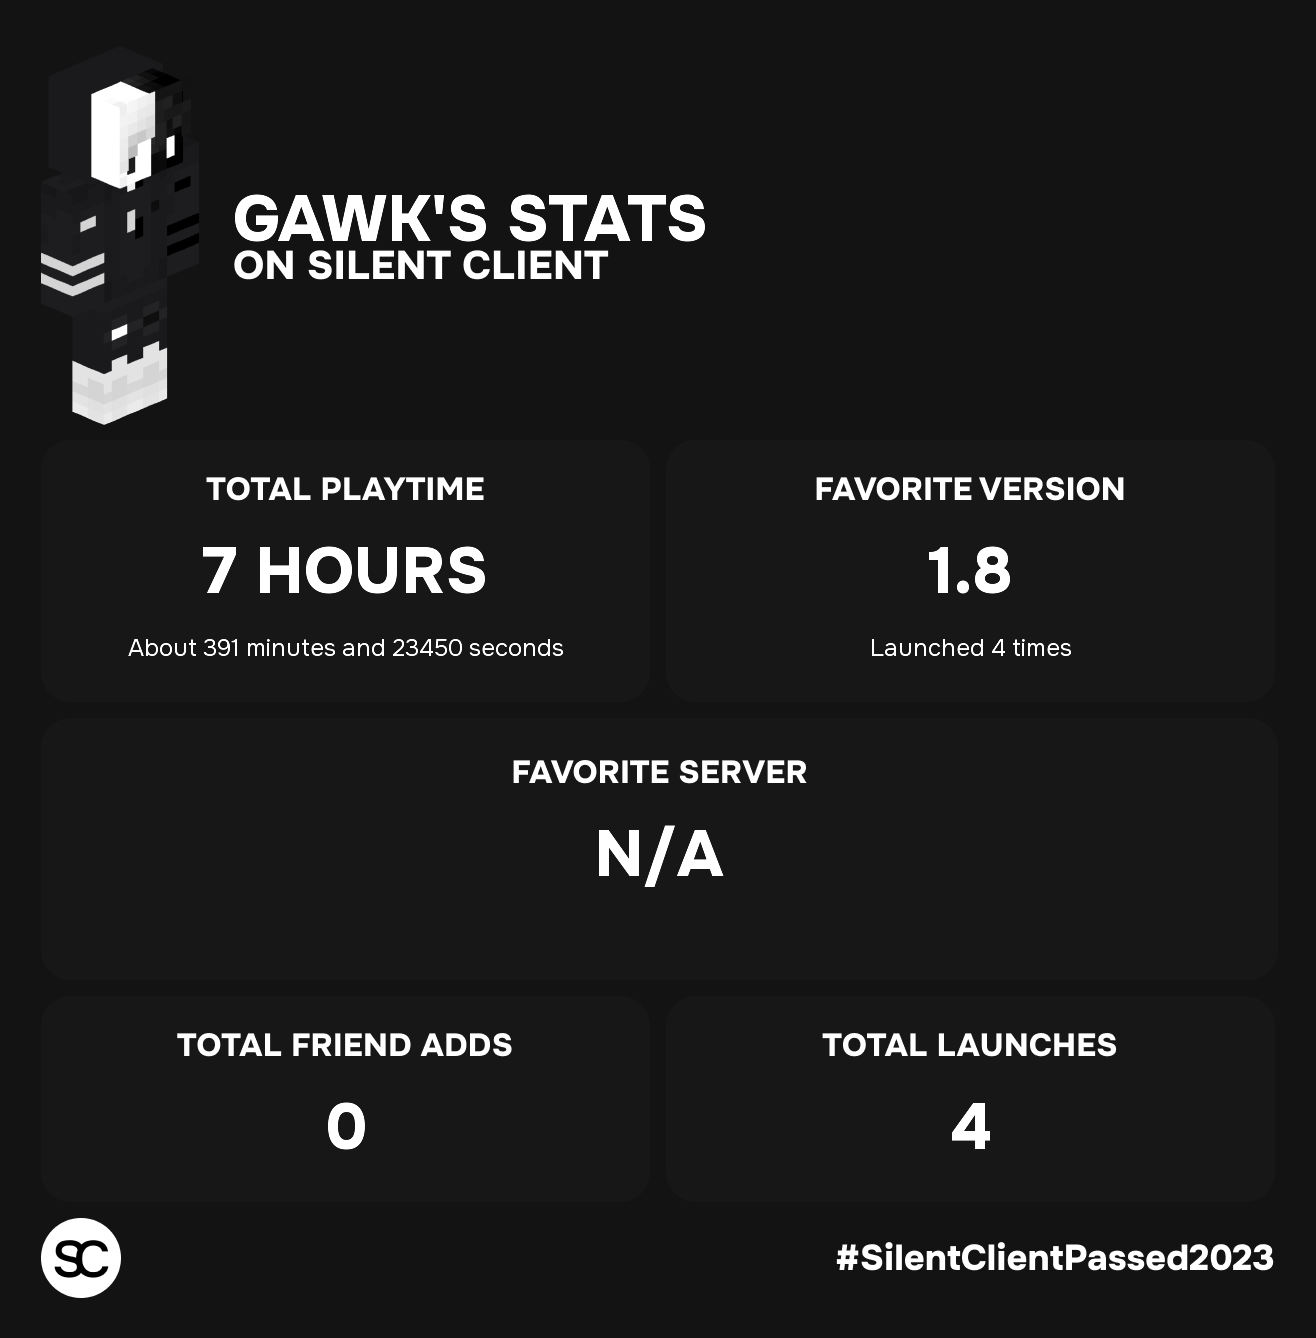 GAWK'S STATS
ON SILENT CLIENT
TOTAL PLAYTIME
7 HOURS
About 391 minutes and 23450 seconds
FAVORITE VERSION
1.8
Launched 4 times
FAVORITE SERVER
N/A
TOTAL FRIEND ADDS
0
TOTAL LAUNCHES
4
SC
#SilentClientPassed2023